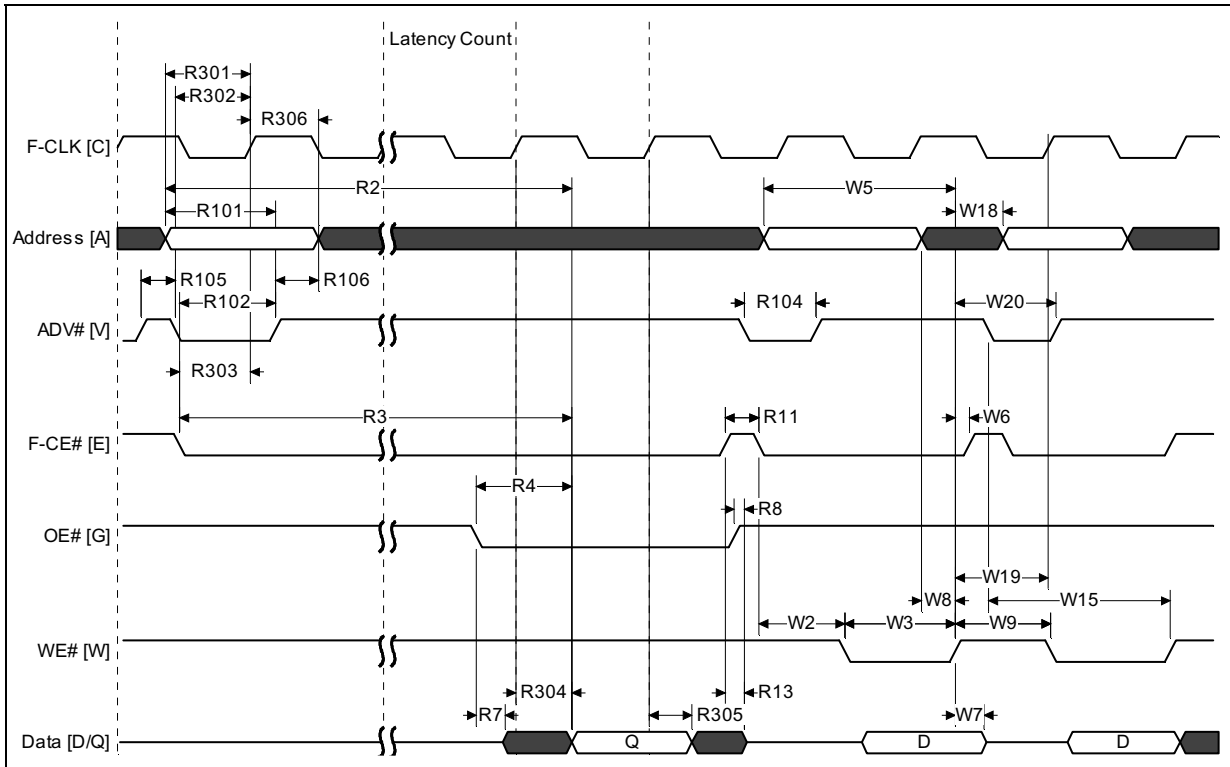 Latency Count
R301
R302
R306
F-CLK [C]
R2
W5
R101
W18
Address [A]
R105
R106
R102
R104
W20
ADV# [V]
R303
R3
R11
W6
F-CE# [E]
R4
R8
OE# [G]
W19
W8
W15
W2
W3
W9
WE# [W]
R304
R13
R7
R305
W7
Data [D/Q]
Q
D
D